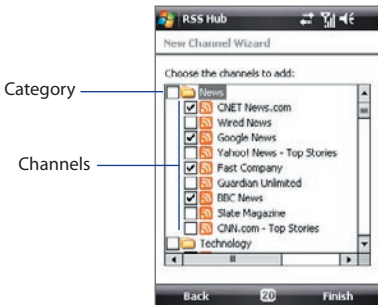 RSS Hub
New Channel Wizard
Choose the channels to add:
Category
News
CNET News.com
Wired News
Google News
Yahoo! News - Top Stories
Channels
Fast Company
Guardian Unlimited
BBC News
Slate Magazine
CNN.com - Top Stories
Technology
Back
20
Finish